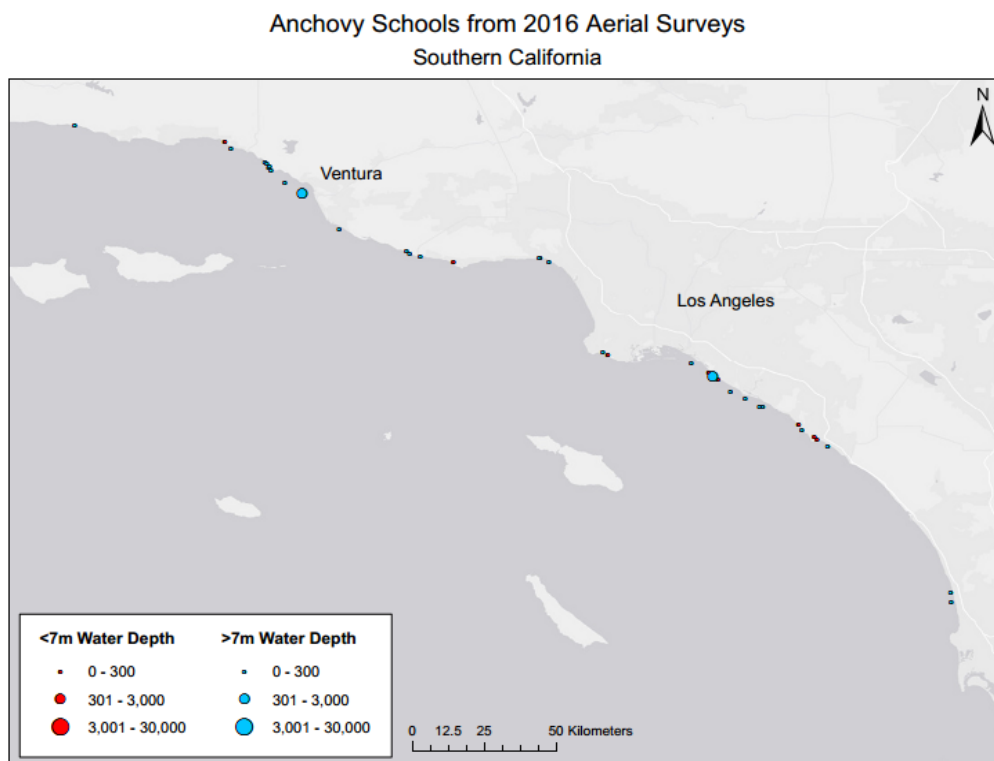 Anchovy Schools from 2016 Aerial Surveys
Southern California
N
Ventura
Los Angeles
<7m Water Depth >7m Water Depth
0 - 300 0 - 300
301 - 3,000 301 - 3,000
3,001 - 30,000 3,001 - 30,000
0 12.5 25 50 Kilometers